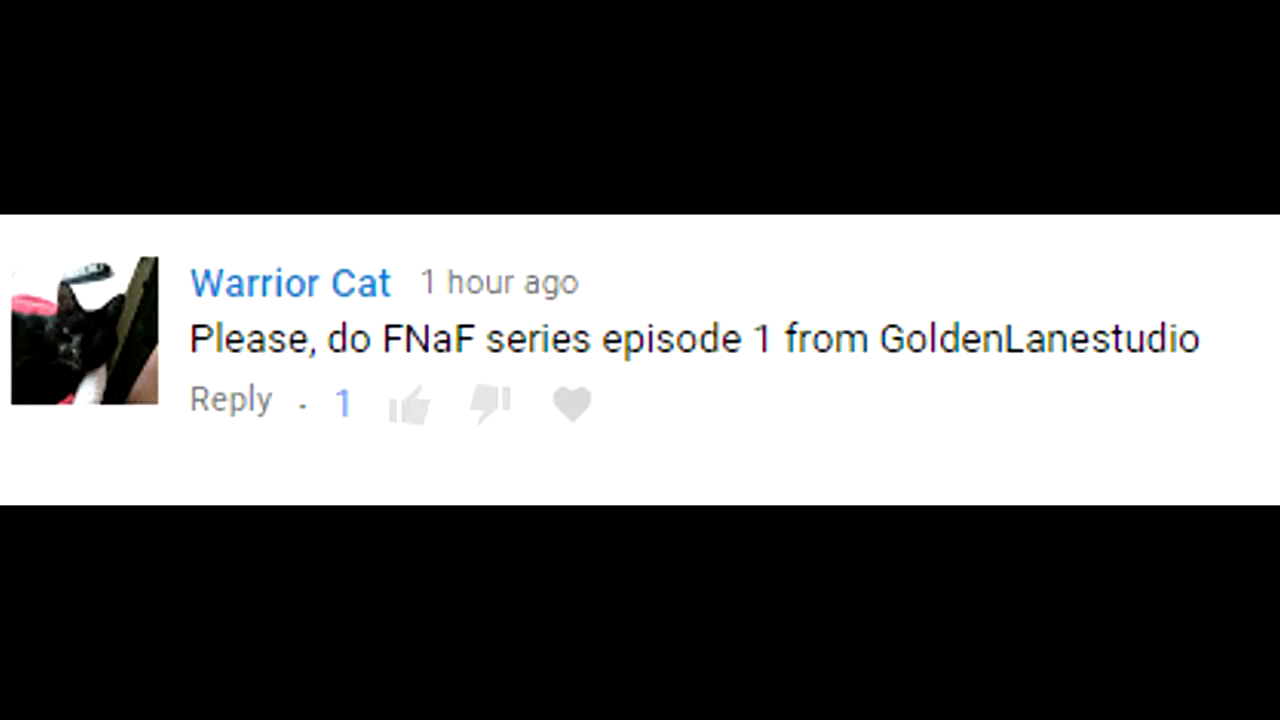 Warrior Cat 1 hour ago
Please, do FNaF series episode 1 from GoldenLanestudio
Reply . 1